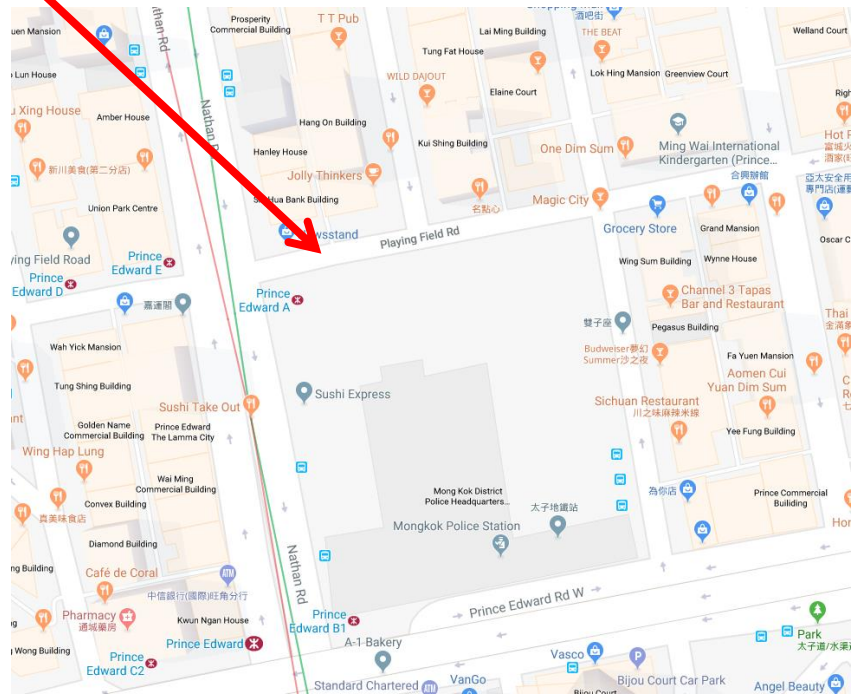 Prosperity
Commercial Building
T T Pub
酒吧街
THE BEAT
Welland Court
uen Mansion
Nathan Rd
Lai Ming Building
Tung Fat House
Lun House
WILD DAJOUT
Lok Hing Mansion
Greenview Court
Elaine Court
Xing House
Amber House
Nathan R
Hang On Building
Kui Shing Building
One Dim Sum
Ming Wai International
Kindergarten (Prince...
Hanley House
合興辦館
新川美食(第二分店)
Jolly Thinkers
Hua Bank Building
名點心
Magic City
Union Park Centre
wsstand
Playing Field Rd
Grocery Store
Grand Mansion
Oscar C
ying Field Road
Prince
Edward D
Prince
Edward E
Wing Sum Building
Wynne House
Prince
Edward A
Channel 3 Tapas
Bar and Restaurant
嘉運閣
雙子座
Pegasus Building
Thai
Wah Yick Mansion
Budweiser夢幻
Summer沙之夜
Fa Yuen Mansion
Tung Shing Building
Sushi Express
Aomen Cui
Yuan Dim Sum
Sushi Take Out
Sichuan Restaurant
川之味麻辣米線
Golden Name
Commercial Building
Prince Edward
The Lamma City
Yee Fung Building
Wing Hap Lung
Wai Ming
Commercial Building
Mong Kok District
Police Headquarters...
太子地鐵站
為你店
Prince Commercial
Building
Convex Building
真美味食店
Mongkok Police Station
Diamond Building
ng Building
Café de Coral
ATM
中信銀行(國際)旺角分行
Nathan Rd
Prince Edward Rd W
Pharmacy
通城藥房
Kwun Ngan House
Prince
Edward B1
Park
Wong Building
Prince Edward
A-1 Bakery
Prince
Edward C2
Vasco
Standard Chartered
ATM
VanGo
Bijou Court
Bijou Court Car Park
Angel Beauty